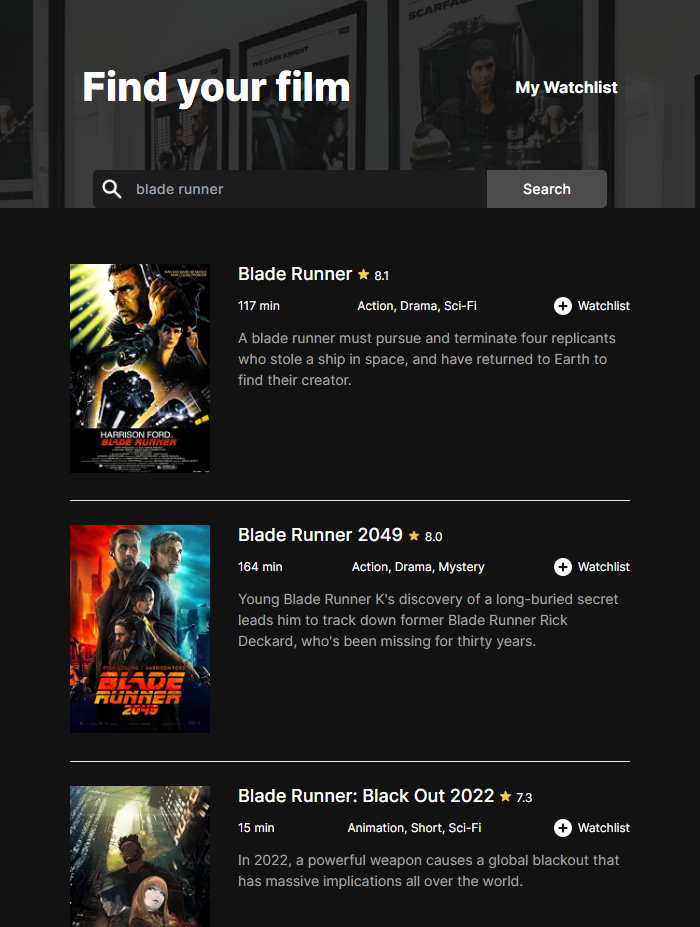 SCARFACE
THE DARK KNIGHT
Find your film
My Watchlist
blade runner
Search
Blade Runner 8.1
117 min Action, Drama, Sci-Fi Watchlist
A blade runner must pursue and terminate four replicants
who stole a ship in space, and have returned to Earth to
find their creator.
HARRISON FORD.
BLADE RUNNER
Blade Runner 2049 8.0
164 min Action, Drama, Mystery Watchlist
Young Blade Runner K's discovery of a long-buried secret
leads him to track down former Blade Runner Rick
Deckard, who's been missing for thirty years.
RYAN GOSLING HARRISON FORD
BLADE
RUNNER
2049
Blade Runner: Black Out 2022 7.3
15 min Animation, Short, Sci-Fi Watchlist
In 2022, a powerful weapon causes a global blackout that
has massive implications all over the world.